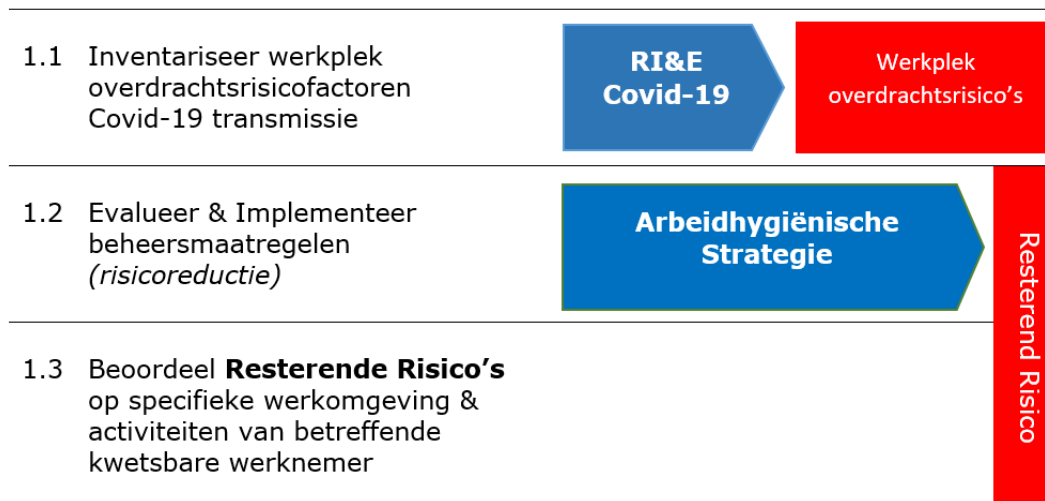 1.1 Inventariseer werkplek
overdrachtsrisicofactoren
Covid-19 transmissie
RI&E
Covid-19
Werkplek
overdrachtsrisico’s
1.2 Evalueer & Implementeer
beheersmaatregelen
(risicoreductie)
Arbeidhygiënische
Strategie
Resterend Risico
1.3 Beoordeel Resterende Risico’s
op specifieke werkomgeving &
activiteiten van betreffende
kwetsbare werknemer